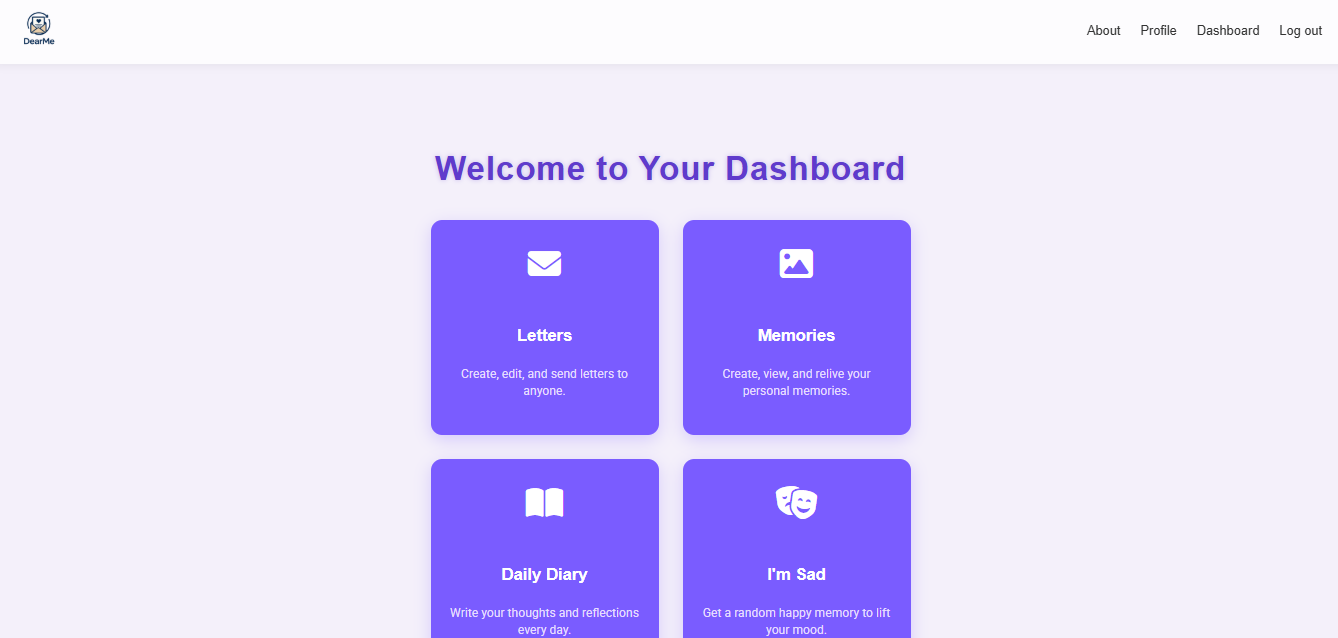 DearMe
About Profile Dashboard Log out
Welcome to Your Dashboard
Letters
Create, edit, and send letters to
anyone.
Memories
Create, view, and relive your
personal memories.
Daily Diary
Write your thoughts and reflections
every day.
I'm Sad
Get a random happy memory to lift
your mood.